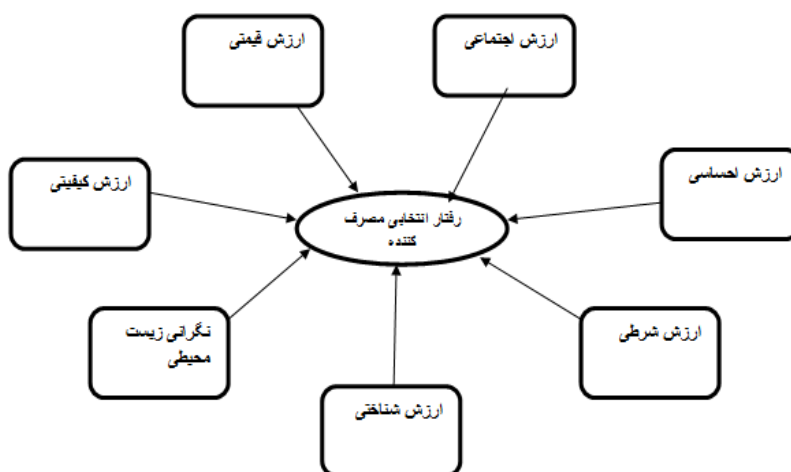 ارزش اجتماعی
ارزش قیمتی
ارزش احساسی
ارزش کیفیتی
رفتار انتخابی مصرف
کننده
ارزش شرطی
نگرانی زیست
محیطی
ارزش شناختی